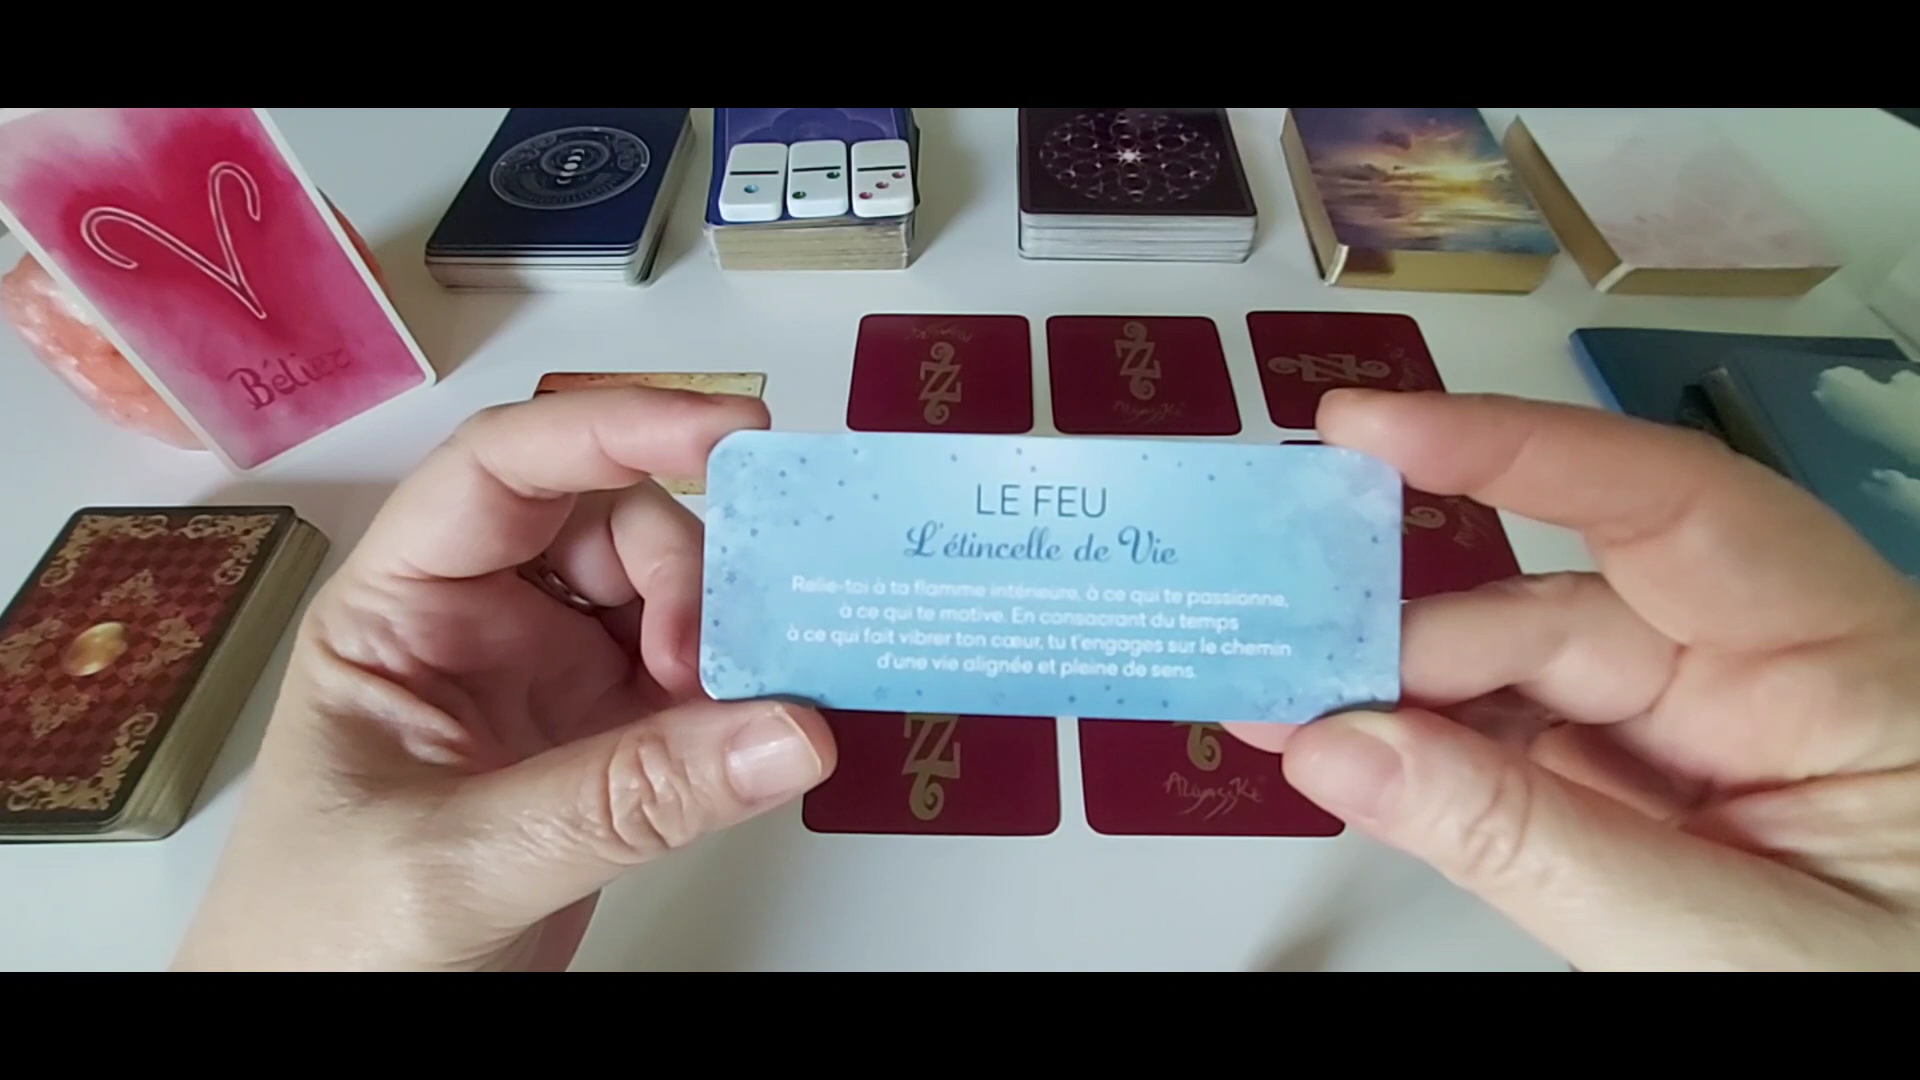 Bélier
LE FEU
L'étincelle de Vie
Relie-toi à ta flamme intérieure, à ce qui te passionne,
à ce qui te motive. En consacrant du temps
à ce qui fait vibrer ton cœur, tu t'engages sur le chemin
d'une vie alignée et pleine de sens.